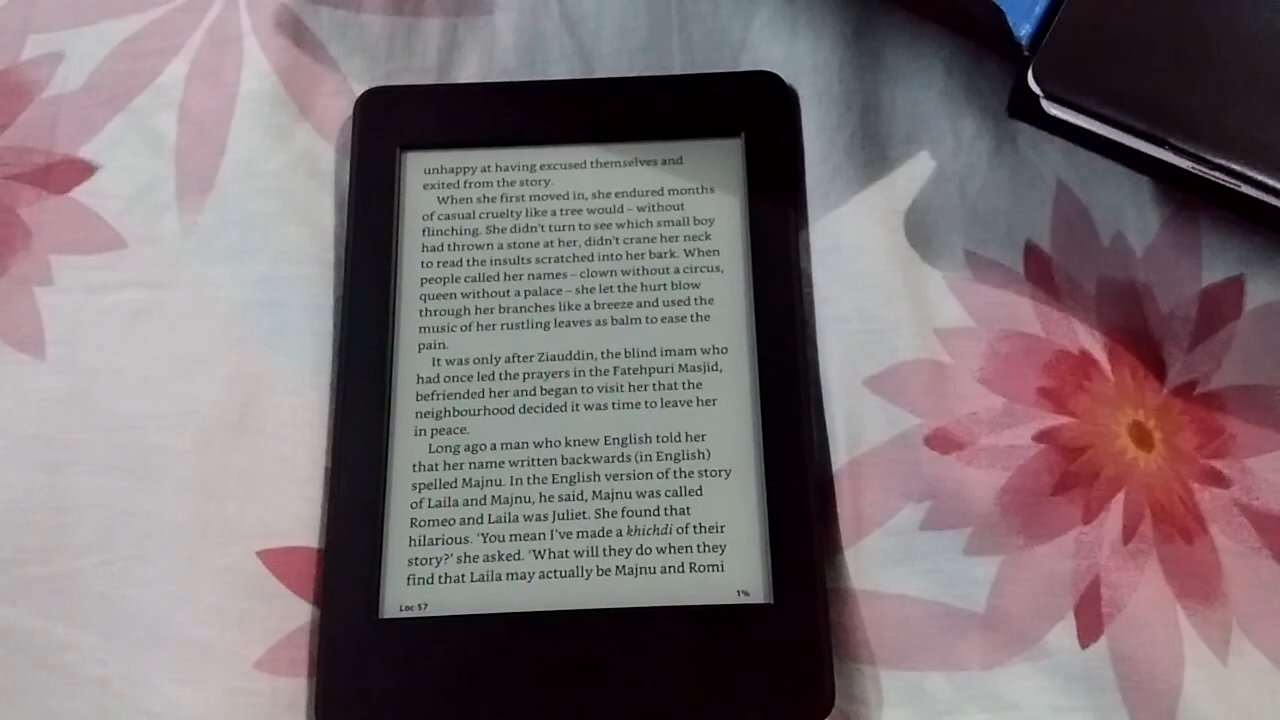 unhappy at having excused themselves and
exited from the story.
When she first moved in, she endured months
of casual cruelty like a tree would – without
flinching. She didn't turn to see which small boy
had thrown a stone at her, didn't crane her neck
to read the insults scratched into her bark. When
people called her names – clown without a circus,
queen without a palace – she let the hurt blow
through her branches like a breeze and used the
music of her rustling leaves as balm to ease the
pain.
It was only after Ziauddin, the blind imam who
had once led the prayers in the Fatehpuri Masjid,
befriended her and began to visit her that the
neighbourhood decided it was time to leave her
in peace.
Long ago a man who knew English told her
that her name written backwards (in English)
spelled Majnu. In the English version of the story
of Laila and Majnu, he said, Majnu was called
Romeo and Laila was Juliet. She found that
hilarious. ‘You mean I've made a khichdi of their
story?’ she asked. ‘What will they do when they
find that Laila may actually be Majnu and Romi
Loc 57 1%